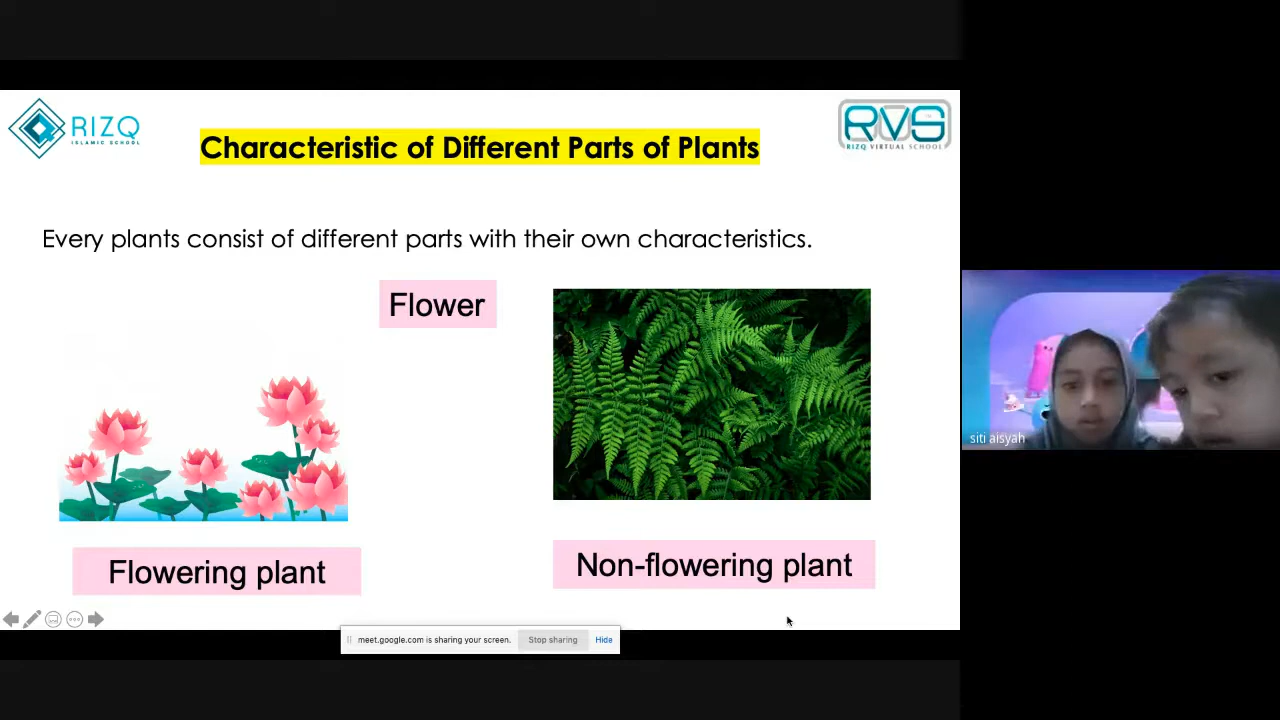 RIZQ
ISLAMIC SCHOOL
RVS
RIZQ VIRTUAL SCHOOL
Characteristic of Different Parts of Plants
Every plants consist of different parts with their own characteristics.
Flower
Flowering plant
Non-flowering plant
siti aisyah
meet.google.com is sharing your screen.
Stop sharing
Hide